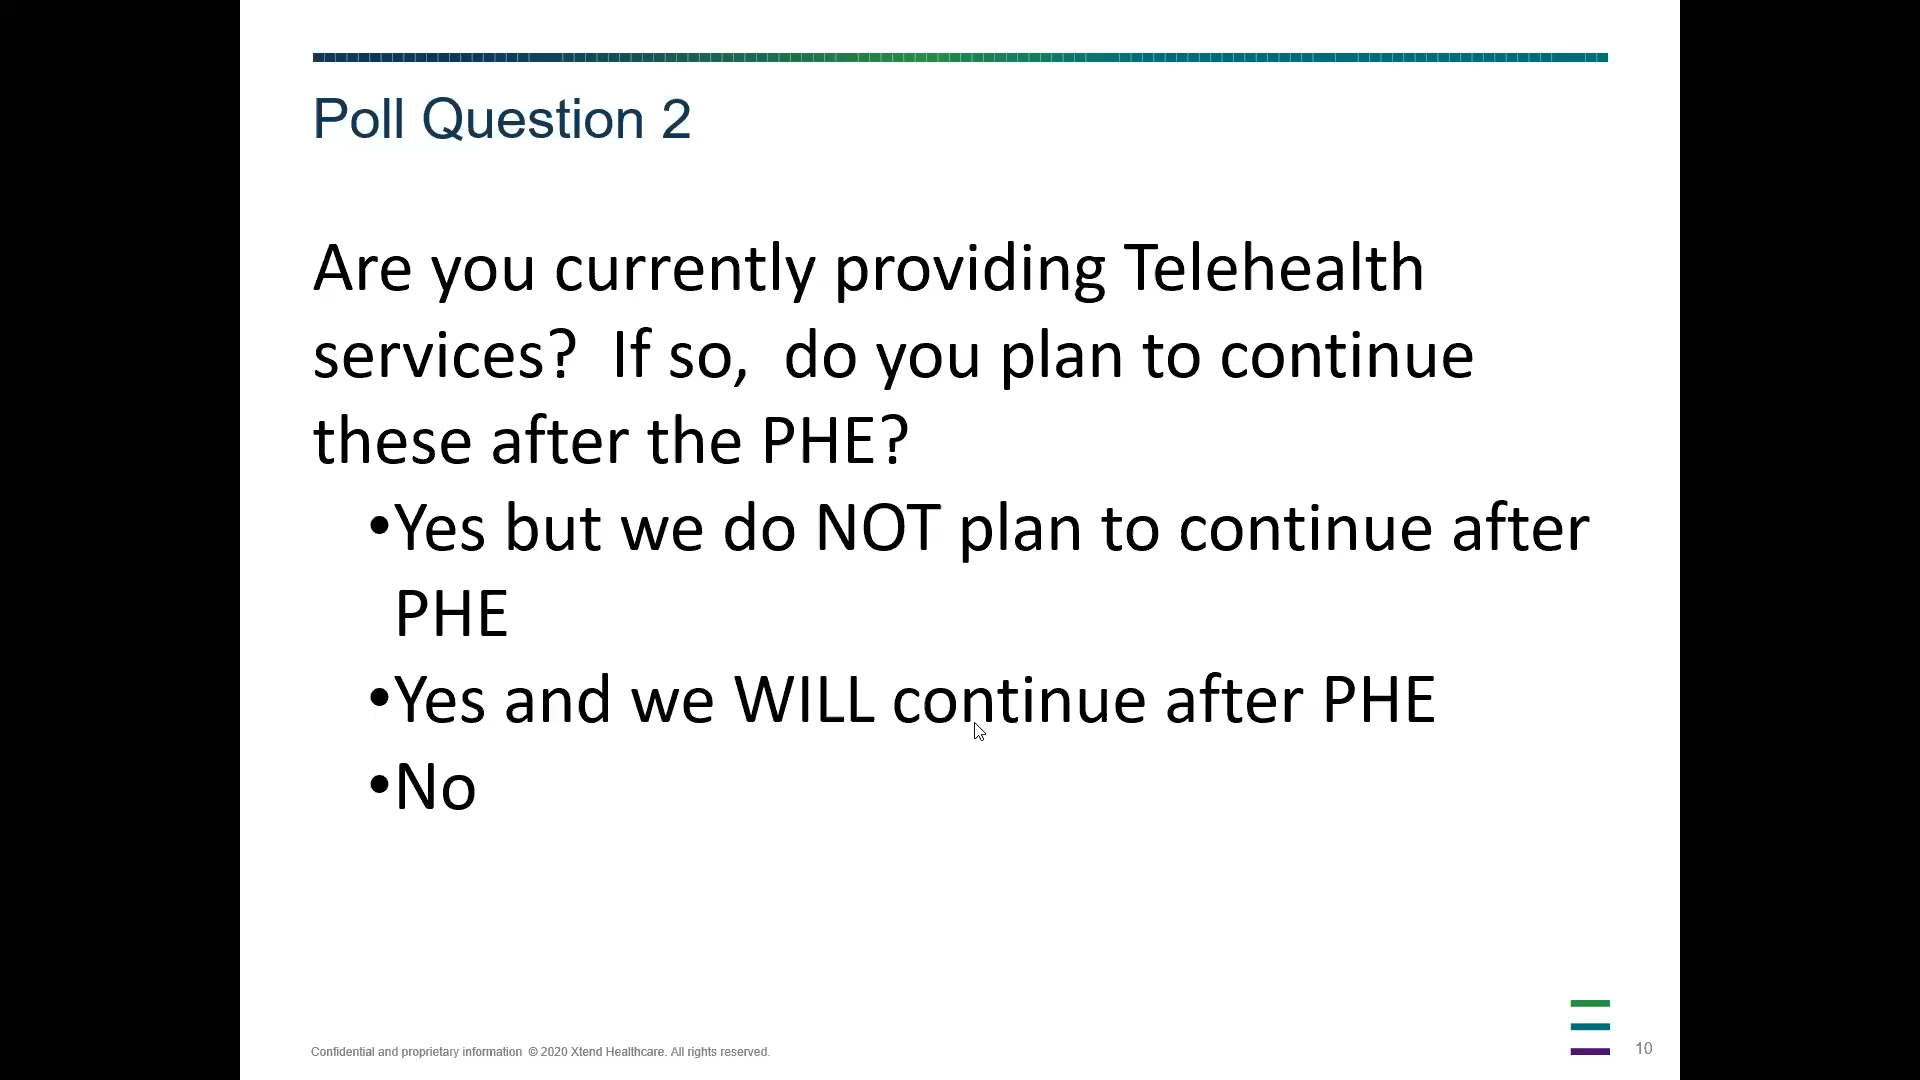 Poll Question 2
Are you currently providing Telehealth
services?  If so,  do you plan to continue
these after the PHE?
•Yes but we do NOT plan to continue after
PHE
•Yes and we WILL continue after PHE
•No
Confidential and proprietary information  © 2020 Xtend Healthcare. All rights reserved.
10